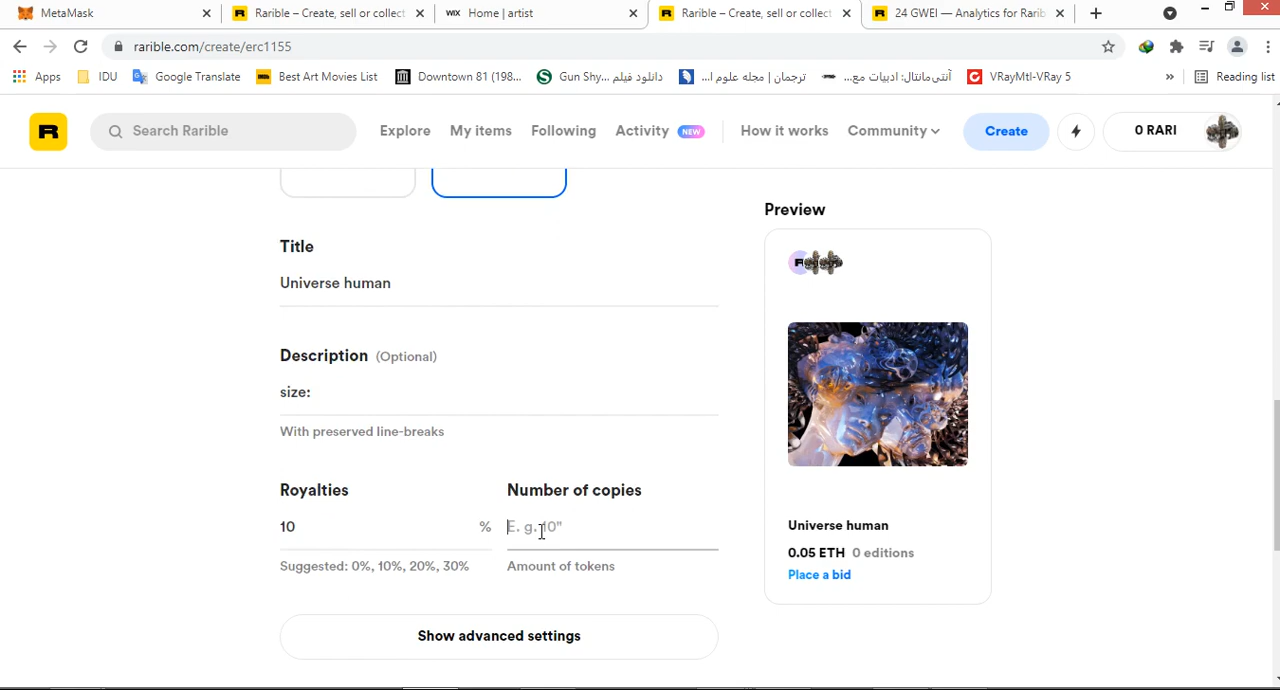 MetaMask
Rarible – Create, sell or collect
WIX Home | artist
Rarible – Create, sell or collect
24 GWEI — Analytics for Rarib
rarible.com/create/erc1155
Apps
IDU
Google Translate
Best Art Movies List
Downtown 81 (198...
Gun Shy... دانلود فیلم
ترجمان | مجله علوم ا...
آنتی‌مانتال: ادبیات مع...
VRayMtl-VRay 5
»
Reading list
R
Search Rarible
Explore
My items
Following
Activity NEW
How it works
Community
Create
0 RARI
Preview
Title
Universe human
Description (Optional)
size:
With preserved line-breaks
Royalties
10 %
Suggested: 0%, 10%, 20%, 30%
Number of copies
E. g. 10"
Amount of tokens
Show advanced settings
Universe human
0.05 ETH 0 editions
Place a bid